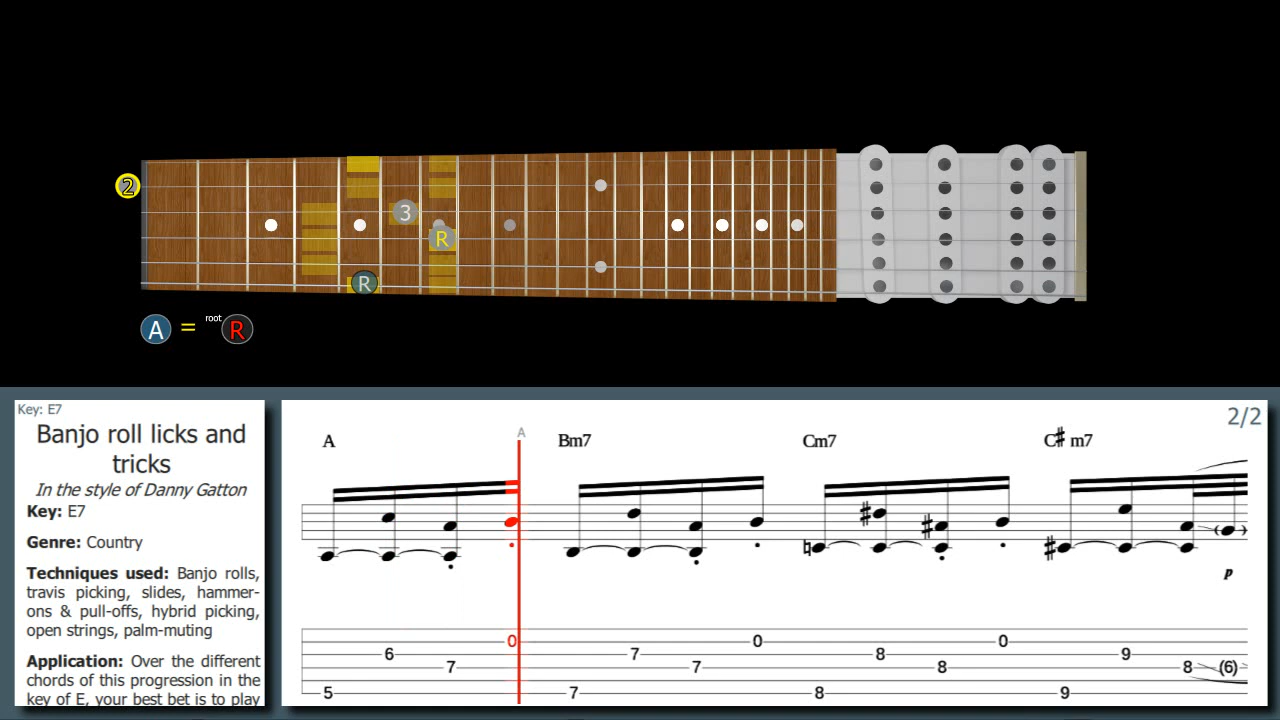 2
3
R
R
A = root R
Key: E7
Banjo roll licks and
tricks
In the style of Danny Gatton
Key: E7
Genre: Country
Techniques used: Banjo rolls,
travis picking, slides, hammer-
ons & pull-offs, hybrid picking,
open strings, palm-muting
Application: Over the different
chords of this progression in the
key of E, your best bet is to play
2/2
A
A Bm7 Cm7 C# m7
p
0 0 0
6 7 8 9
7 7 8 8 (6)
5 7 8 9